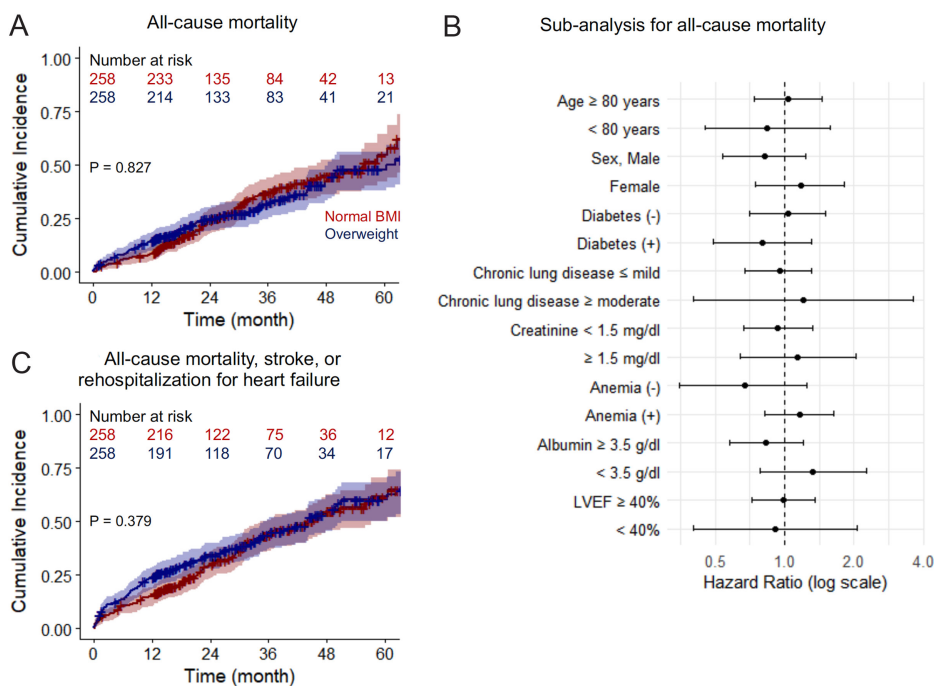 A
All-cause mortality
Cumulative Incidence
1.00
0.75
0.50
0.25
0.00
Number at risk
258 233 135 84 42 13
258 214 133 83 41 21
P = 0.827
Normal BMI
Overweight
0 12 24 36 48 60
Time (month)
B
Sub-analysis for all-cause mortality
Age ≥ 80 years
< 80 years
Sex, Male
Female
Diabetes (-)
Diabetes (+)
Chronic lung disease ≤ mild
Chronic lung disease ≥ moderate
Creatinine < 1.5 mg/dl
≥ 1.5 mg/dl
Anemia (-)
Anemia (+)
Albumin ≥ 3.5 g/dl
< 3.5 g/dl
LVEF ≥ 40%
< 40%
0.5 1.0 2.0 4.0
Hazard Ratio (log scale)
C
All-cause mortality, stroke, or
rehospitalization for heart failure
Cumulative Incidence
1.00
0.75
0.50
0.25
0.00
Number at risk
258 216 122 75 36 12
258 191 118 70 34 17
P = 0.379
0 12 24 36 48 60
Time (month)